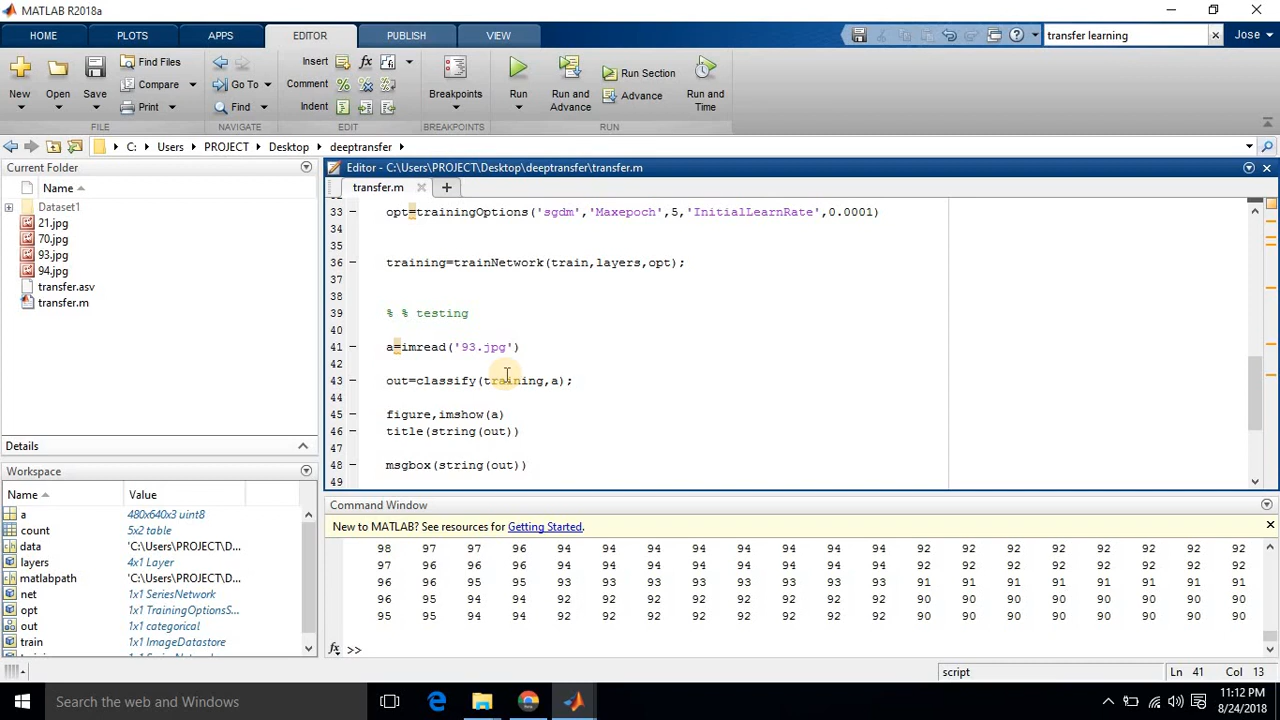 MATLAB R2018a
HOME PLOTS APPS EDITOR PUBLISH VIEW transfer learning Jose
New Open Save Find Files Compare Print
Go To Find
Insert fx Comment Indent
Breakpoints Run Run and Advance Run Section Advance Run and Time
FILE NAVIGATE EDIT BREAKPOINTS RUN
C: Users PROJECT Desktop deeptransfer
Current Folder
Name
Dataset1
21.jpg
70.jpg
93.jpg
94.jpg
transfer.asv
transfer.m
Details
Workspace
Name Value
a 480x640x3 uint8
count 5x2 table
data 'C:\Users\PROJECT\D...
layers 4x1 Layer
matlabpath 'C:\Users\PROJECT\D...
net 1x1 SeriesNetwork
opt 1x1 TrainingOptionsS...
out 1x1 categorical
train 1x1 ImageDatastore
Editor - C:\Users\PROJECT\Desktop\deeptransfer\transfer.m
transfer.m
33 opt=trainingOptions('sgdm','Maxepoch',5,'InitialLearnRate',0.0001)
34
35
36 training=trainNetwork(train,layers,opt);
37
38
39 % % testing
40
41 a=imread('93.jpg')
42
43 out=classify(training,a);
44
45 figure,imshow(a)
46 title(string(out))
47
48 msgbox(string(out))
49
Command Window
New to MATLAB? See resources for Getting Started.
98 97 97 96 94 94 94 94 94 94 94 94 92 92 92 92 92 92 92 92
97 96 96 96 94 94 94 94 94 94 94 94 92 92 92 92 92 92 92 92
96 96 95 95 93 93 93 93 93 93 93 93 91 91 91 91 91 91 91 91
96 95 94 94 92 92 92 92 92 92 92 92 90 90 90 90 90 90 90 90
95 95 94 94 92 92 92 92 92 92 92 92 90 90 90 90 90 90 90 90
fx >>
script Ln 41 Col 13
Search the web and Windows
11:12 PM
8/24/2018